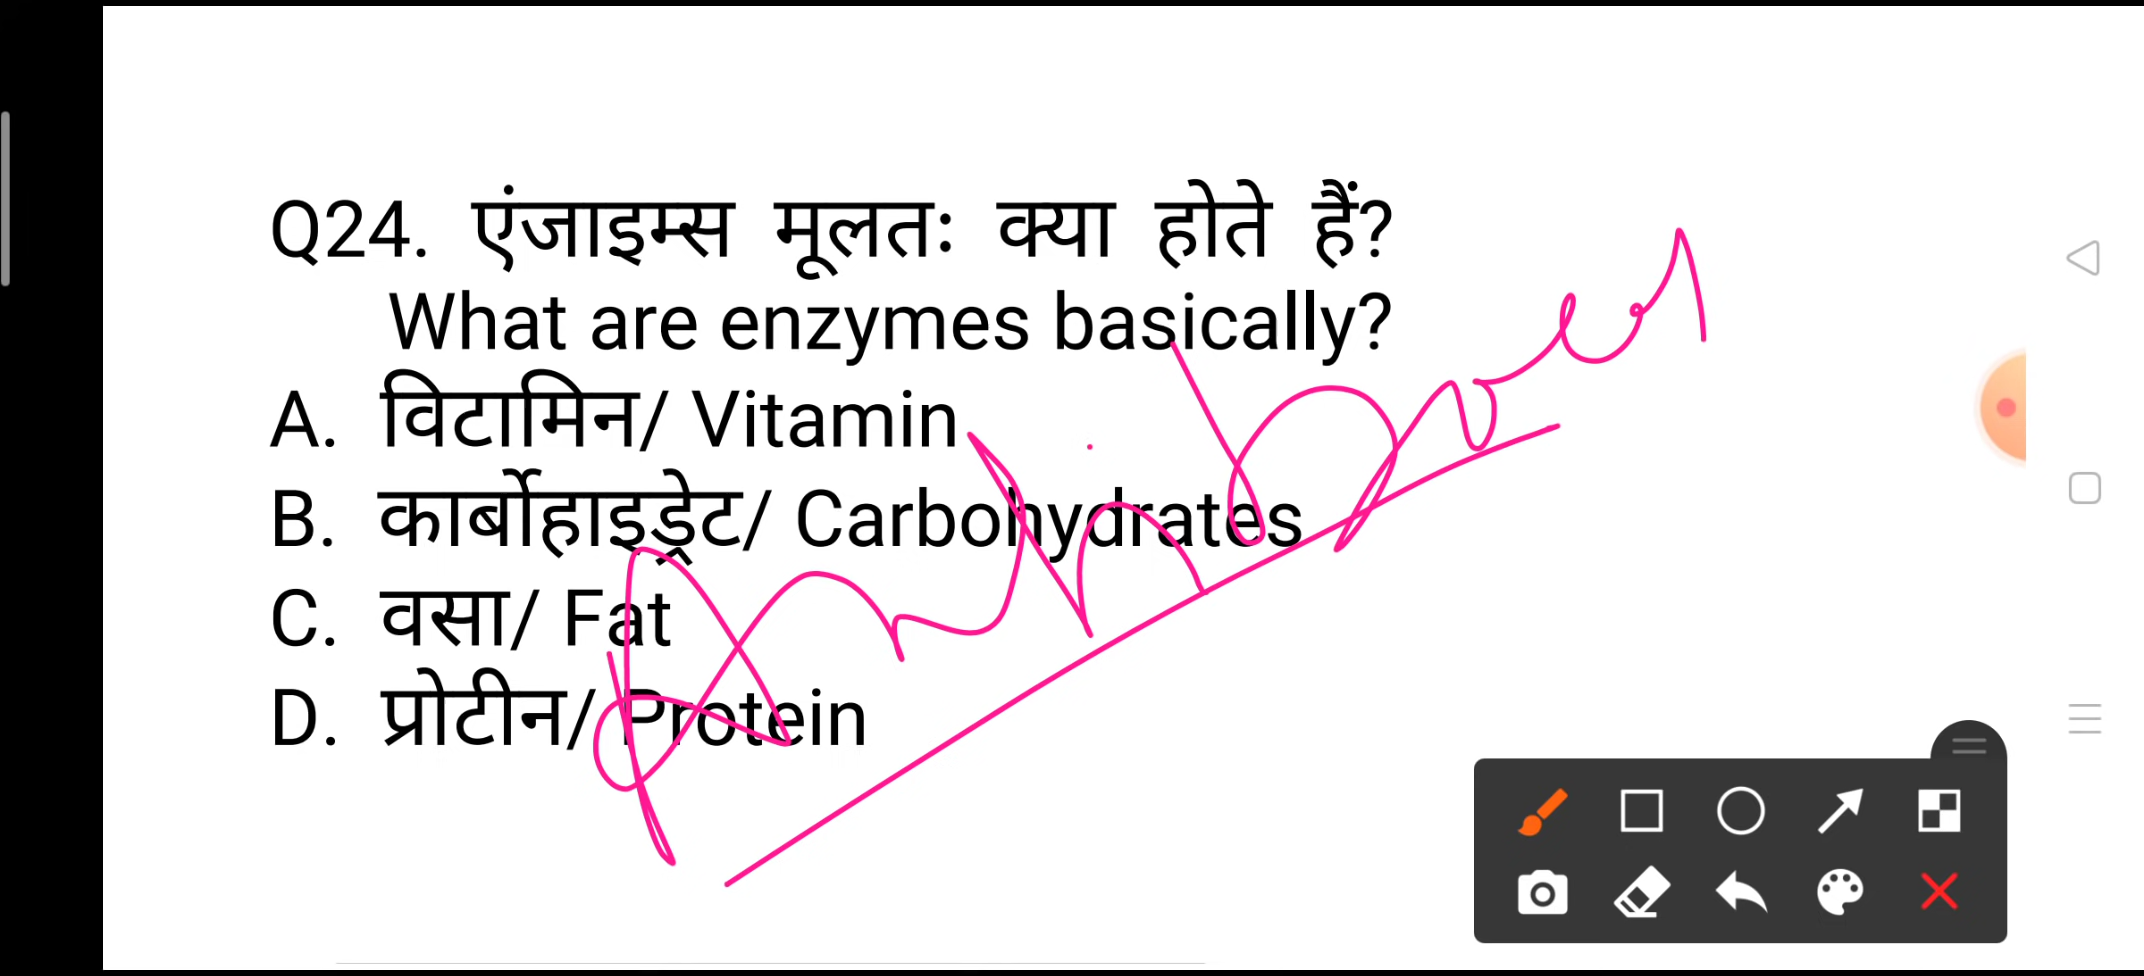 Q24. एंजाइम्स मूलतः क्या होते हैं?
What are enzymes basically?
A. विटामिन/ Vitamin
B. कार्बोहाइड्रेट/ Carbohydrates
C. वसा/ Fat
D. प्रोटीन/ Protein